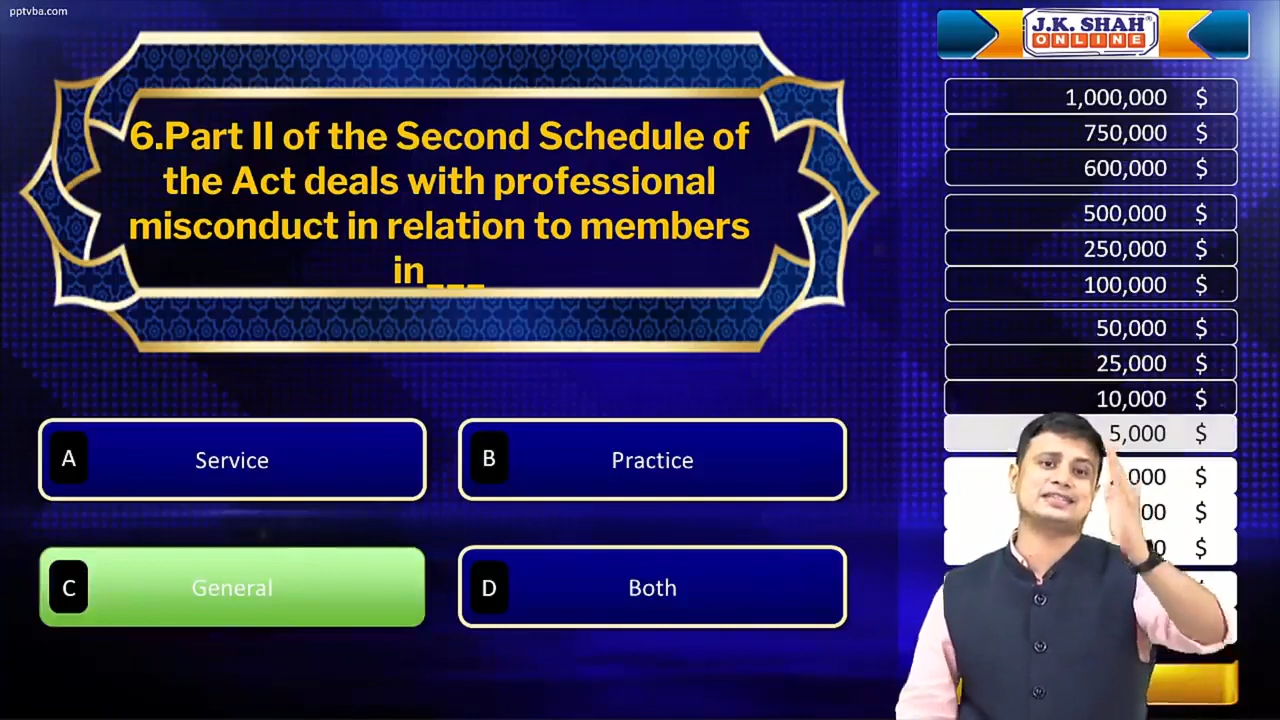 pptvba.com
J.K. SHAH®
ONLINE
6.Part II of the Second Schedule of
the Act deals with professional
misconduct in relation to members
in___
A Service
B Practice
C General
D Both
1,000,000 $
750,000 $
600,000 $
500,000 $
250,000 $
100,000 $
50,000 $
25,000 $
10,000 $
5,000 $
$
$
$